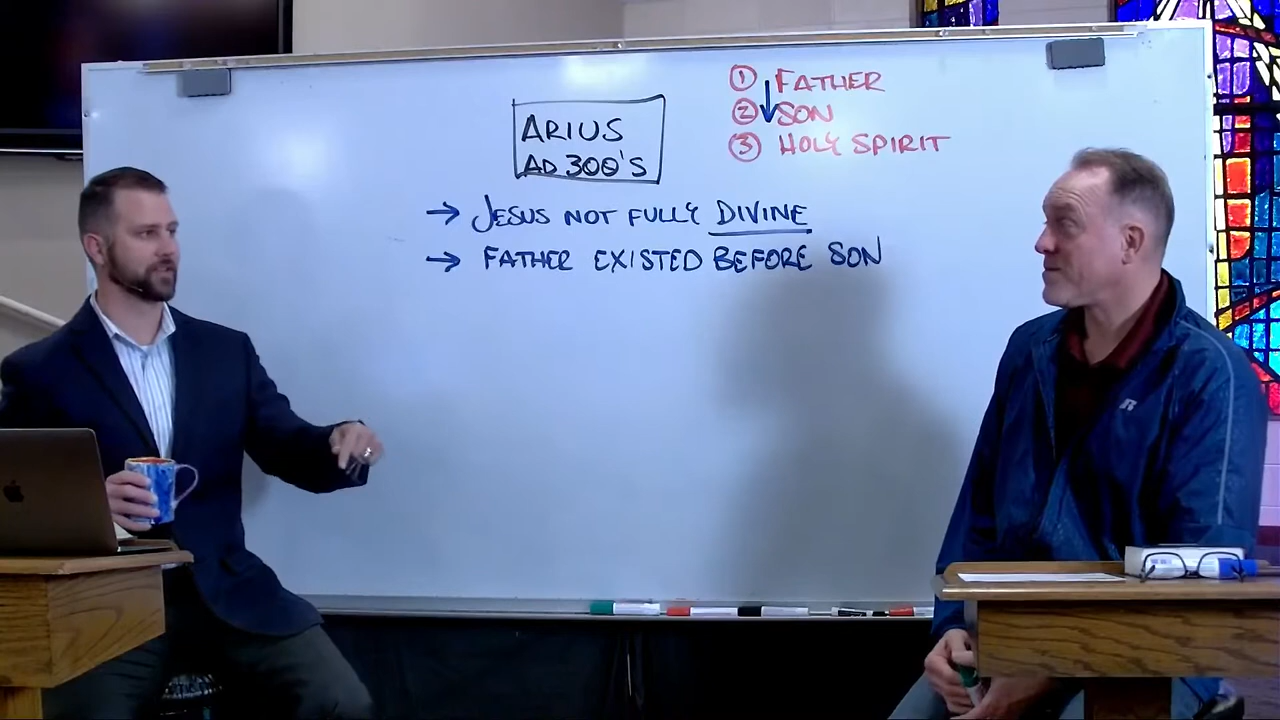 ① FATHER
② SON
③ HOLY SPIRIT
ARIUS
AD 300'S
→ JESUS NOT FULLY DIVINE
→ FATHER EXISTED BEFORE SON